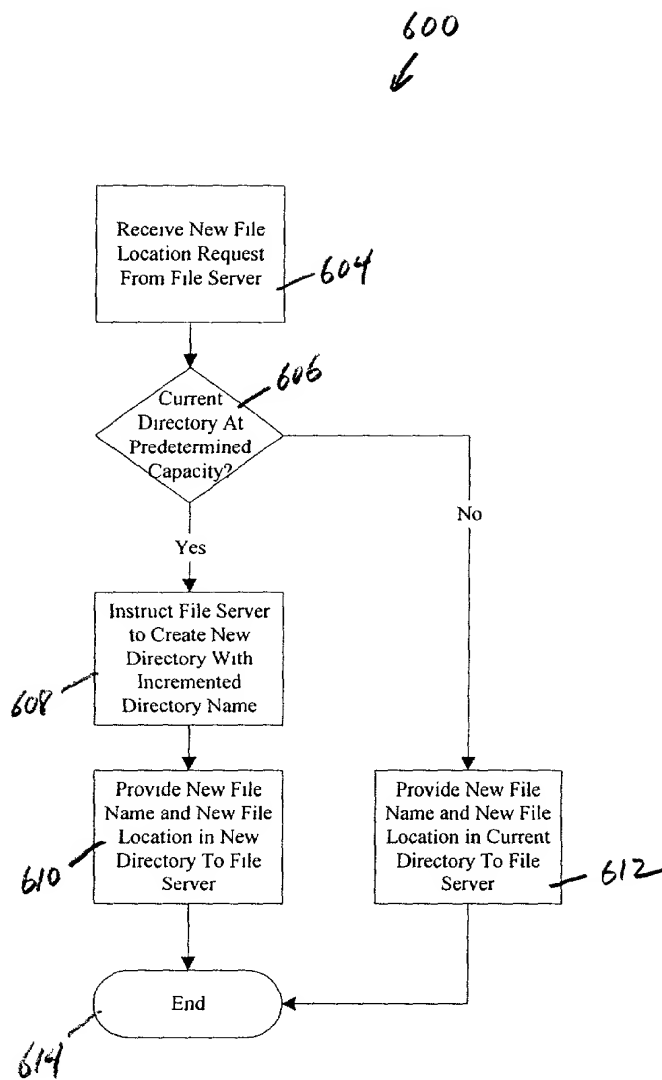 600
Receive New File
Location Request
From File Server
604
606
Current
Directory At
Predetermined
Capacity?
No
Yes
Instruct File Server
to Create New
Directory With
Incremented
Directory Name
608
Provide New File
Name and New File
Location in New
Directory To File
Server
610
Provide New File
Name and New File
Location in Current
Directory To File
Server
612
End
614